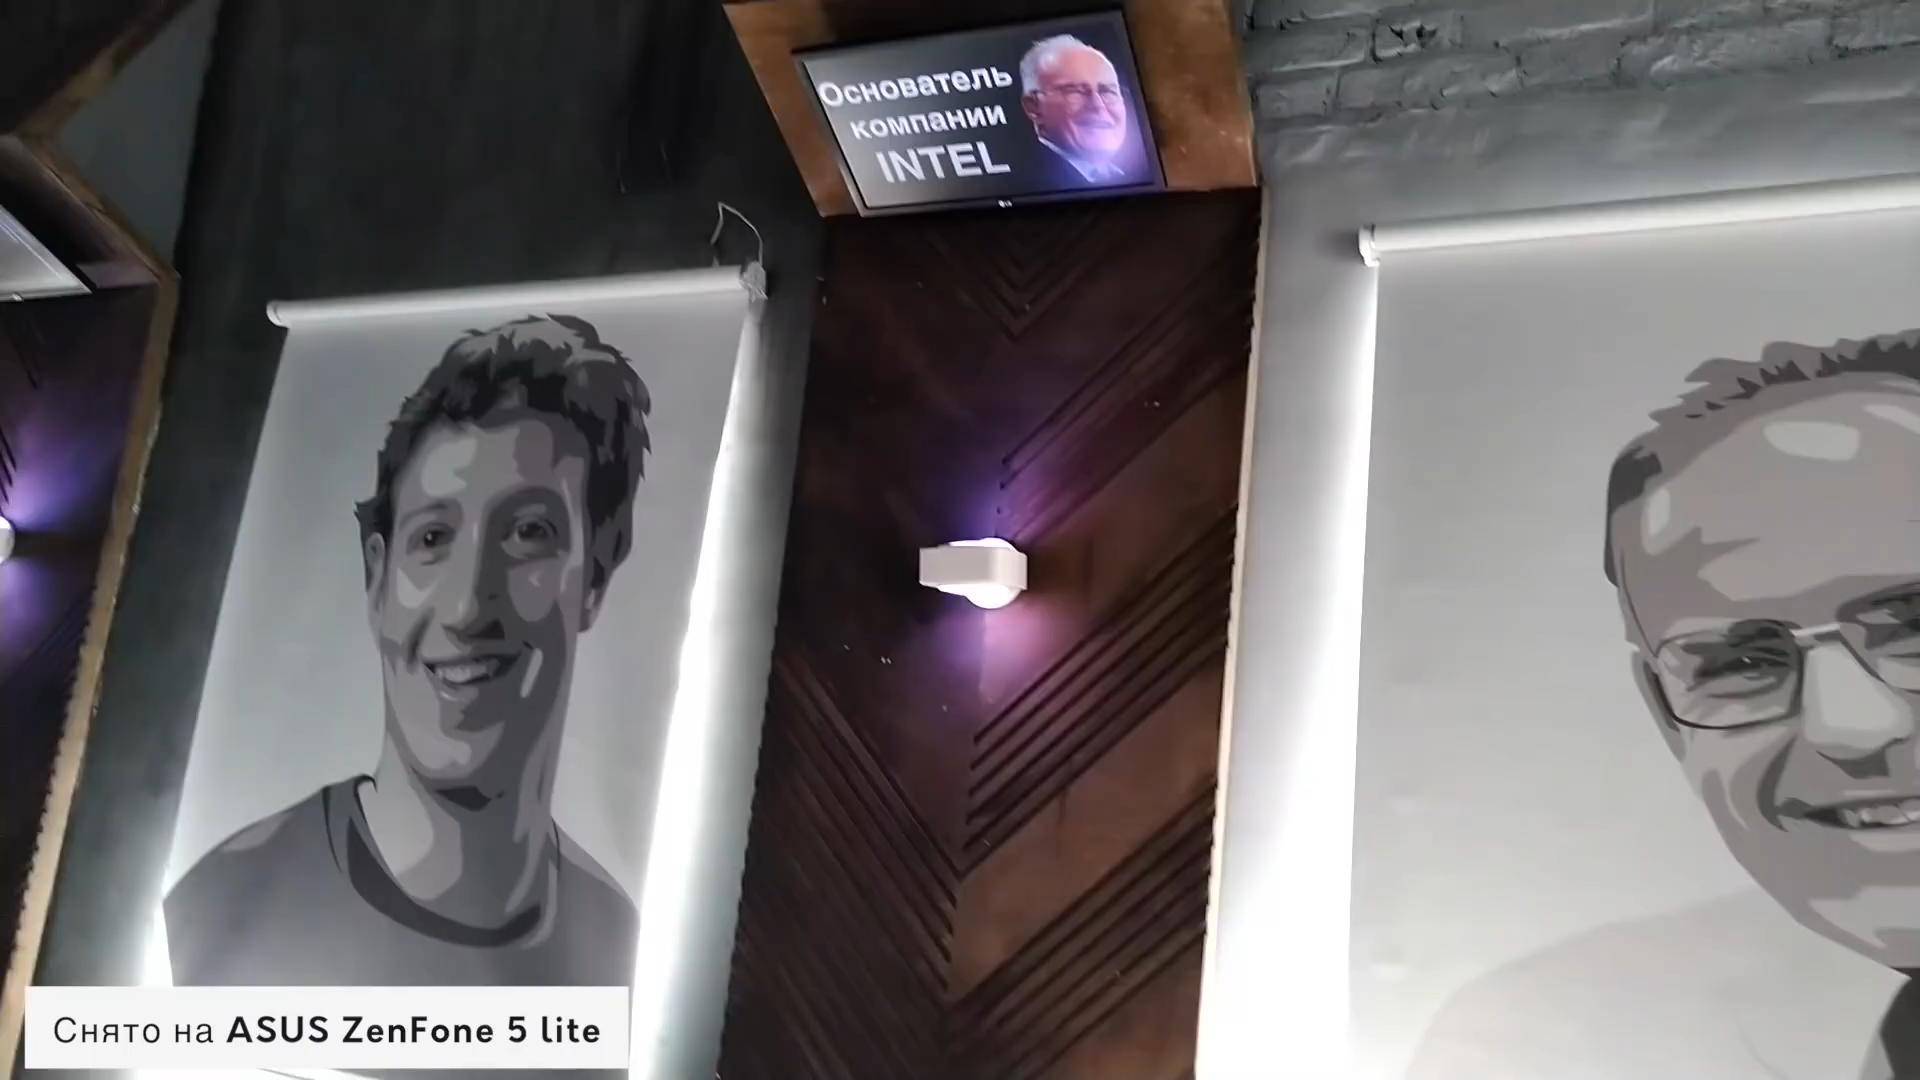 Основатель
компании
INTEL
Снято на ASUS ZenFone 5 lite